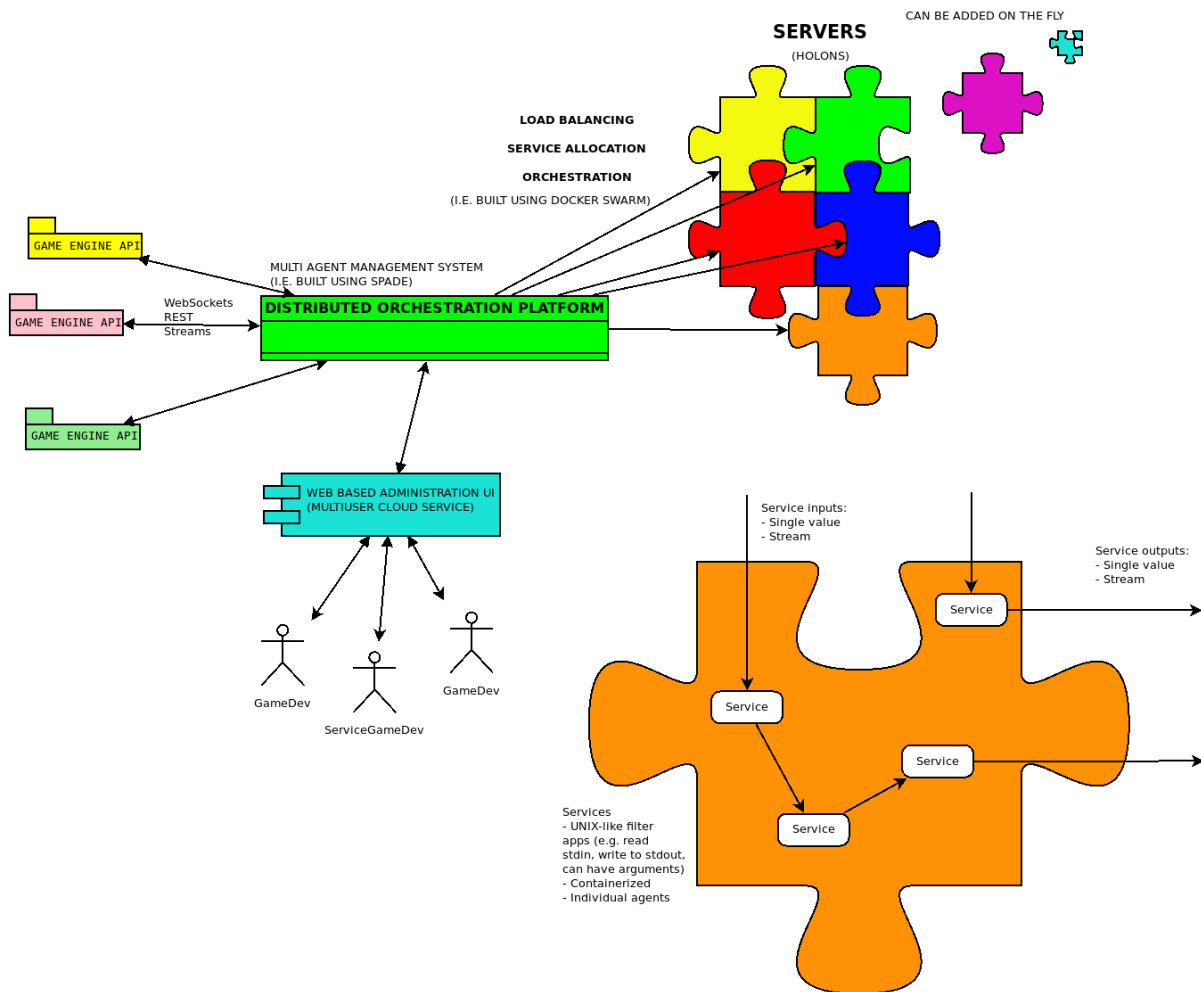 CAN BE ADDED ON THE FLY
SERVERS
(HOLONS)
LOAD BALANCING
SERVICE ALLOCATION
ORCHESTRATION
(I.E. BUILT USING DOCKER SWARM)
GAME ENGINE API
MULTI AGENT MANAGEMENT SYSTEM
(I.E. BUILT USING SPADE)
DISTRIBUTED ORCHESTRATION PLATFORM
WebSockets
REST
Streams
GAME ENGINE API
GAME ENGINE API
WEB BASED ADMINISTRATION UI
(MULTIUSER CLOUD SERVICE)
GameDev
ServiceGameDev
GameDev
Service inputs:
- Single value
- Stream
Service outputs:
- Single value
- Stream
Service
Service
Service
Service
Services
- UNIX-like filter
apps (e.g. read
stdin, write to stdout,
can have arguments)
- Containerized
- Individual agents